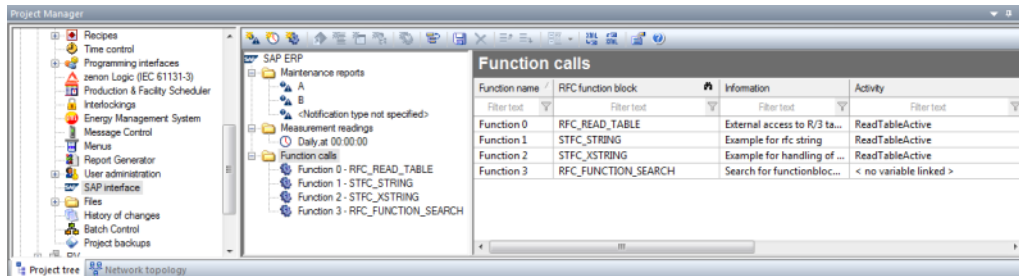 Project Manager
Recipes
Time control
Programming interfaces
zenon Logic (IEC 61131-3)
Production & Facility Scheduler
Interlockings
Energy Management System
Message Control
Menus
Report Generator
User administration
SAP interface
Files
History of changes
Batch Control
Project backups
Project tree
Network topology
SAP ERP
Maintenance reports
A
B
<Notification type not specified>
Measurement readings
Daily, at 00:00:00
Function calls
Function 0 - RFC_READ_TABLE
Function 1 - STFC_STRING
Function 2 - STFC_XSTRING
Function 3 - RFC_FUNCTION_SEARCH
Function calls
Function name RFC function block Information Activity
Filter text Filter text Filter text Filter text
Function 0 RFC_READ_TABLE External access to R/3 ta... ReadTableActive
Function 1 STFC_STRING Example for rfc string ReadTableActive
Function 2 STFC_XSTRING Example for handling of ... ReadTableActive
Function 3 RFC_FUNCTION_SEARCH Search for functionbloc... < no variable linked >